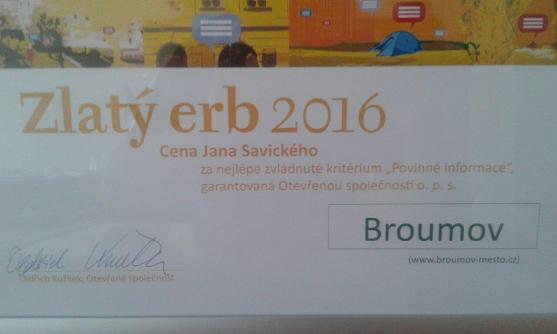 Zlatý erb 2016
Cena Jana Savického
za nejlépe zvládnuté kritérium „Povinné informace",
garantovaná Otevřenou společností o. p. s.
Broumov
(www.broumov-mesto.cz)
Oldřich Kužílek, Otevřená společnost